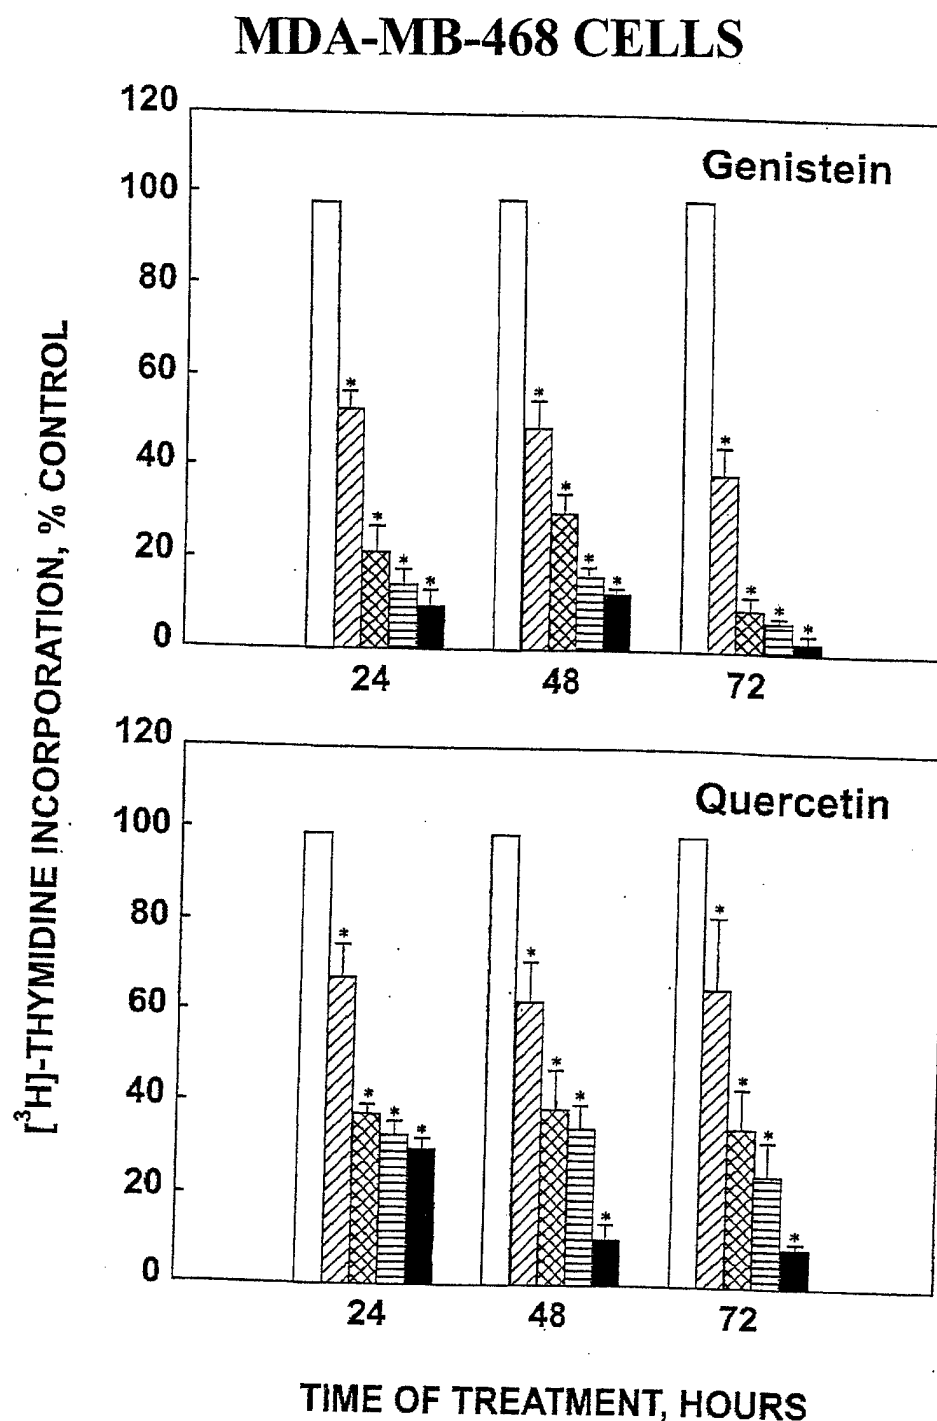 MDA-MB-468 CELLS
120
Genistein
100
80
60
40
20
0
24 48 72
[³H]-THYMIDINE INCORPORATION, % CONTROL
120
Quercetin
100
80
60
40
20
0
24 48 72
TIME OF TREATMENT, HOURS